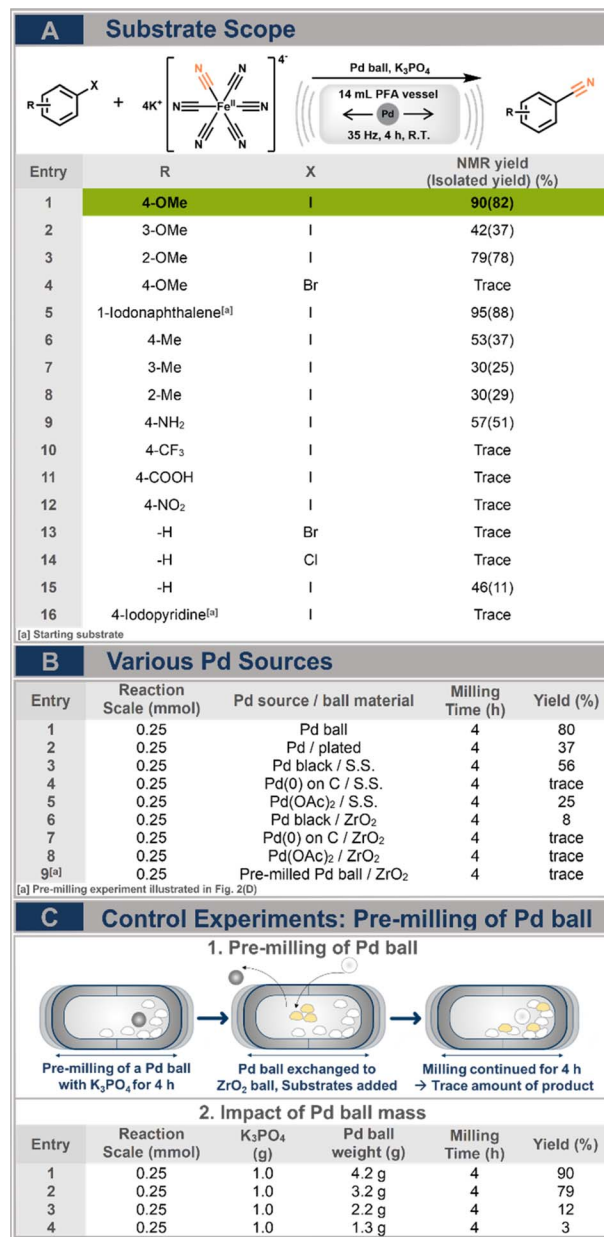 A Substrate Scope
R
X
+
4K⁺
N
N
N
Feᴵᴵ
N
N
N
4-
Pd ball, K₃PO₄
14 mL PFA vessel
Pd
35 Hz, 4 h, R.T.
R
N
Entry R X NMR yield (Isolated yield) (%)
1 4-OMe I 90(82)
2 3-OMe I 42(37)
3 2-OMe I 79(78)
4 4-OMe Br Trace
5 1-Iodonaphthalene[a] I 95(88)
6 4-Me I 53(37)
7 3-Me I 30(25)
8 2-Me I 30(29)
9 4-NH₂ I 57(51)
10 4-CF₃ I Trace
11 4-COOH I Trace
12 4-NO₂ I Trace
13 -H Br Trace
14 -H Cl Trace
15 -H I 46(11)
16 4-Iodopyridine[a] I Trace
[a] Starting substrate
B Various Pd Sources
Entry Reaction Scale (mmol) Pd source / ball material Milling Time (h) Yield (%)
1 0.25 Pd ball 4 80
2 0.25 Pd / plated 4 37
3 0.25 Pd black / S.S. 4 56
4 0.25 Pd(0) on C / S.S. 4 trace
5 0.25 Pd(OAc)₂ / S.S. 4 25
6 0.25 Pd black / ZrO₂ 4 8
7 0.25 Pd(0) on C / ZrO₂ 4 trace
8 0.25 Pd(OAc)₂ / ZrO₂ 4 trace
9[a] 0.25 Pre-milled Pd ball / ZrO₂ 4 trace
[a] Pre-milling experiment illustrated in Fig. 2(D)
C Control Experiments: Pre-milling of Pd ball
1. Pre-milling of Pd ball
Pre-milling of a Pd ball
with K₃PO₄ for 4 h
Pd ball exchanged to
ZrO₂ ball, Substrates added
Milling continued for 4 h
→ Trace amount of product
2. Impact of Pd ball mass
Entry Reaction Scale (mmol) K₃PO₄ (g) Pd ball weight (g) Milling Time (h) Yield (%)
1 0.25 1.0 4.2 g 4 90
2 0.25 1.0 3.2 g 4 79
3 0.25 1.0 2.2 g 4 12
4 0.25 1.0 1.3 g 4 3